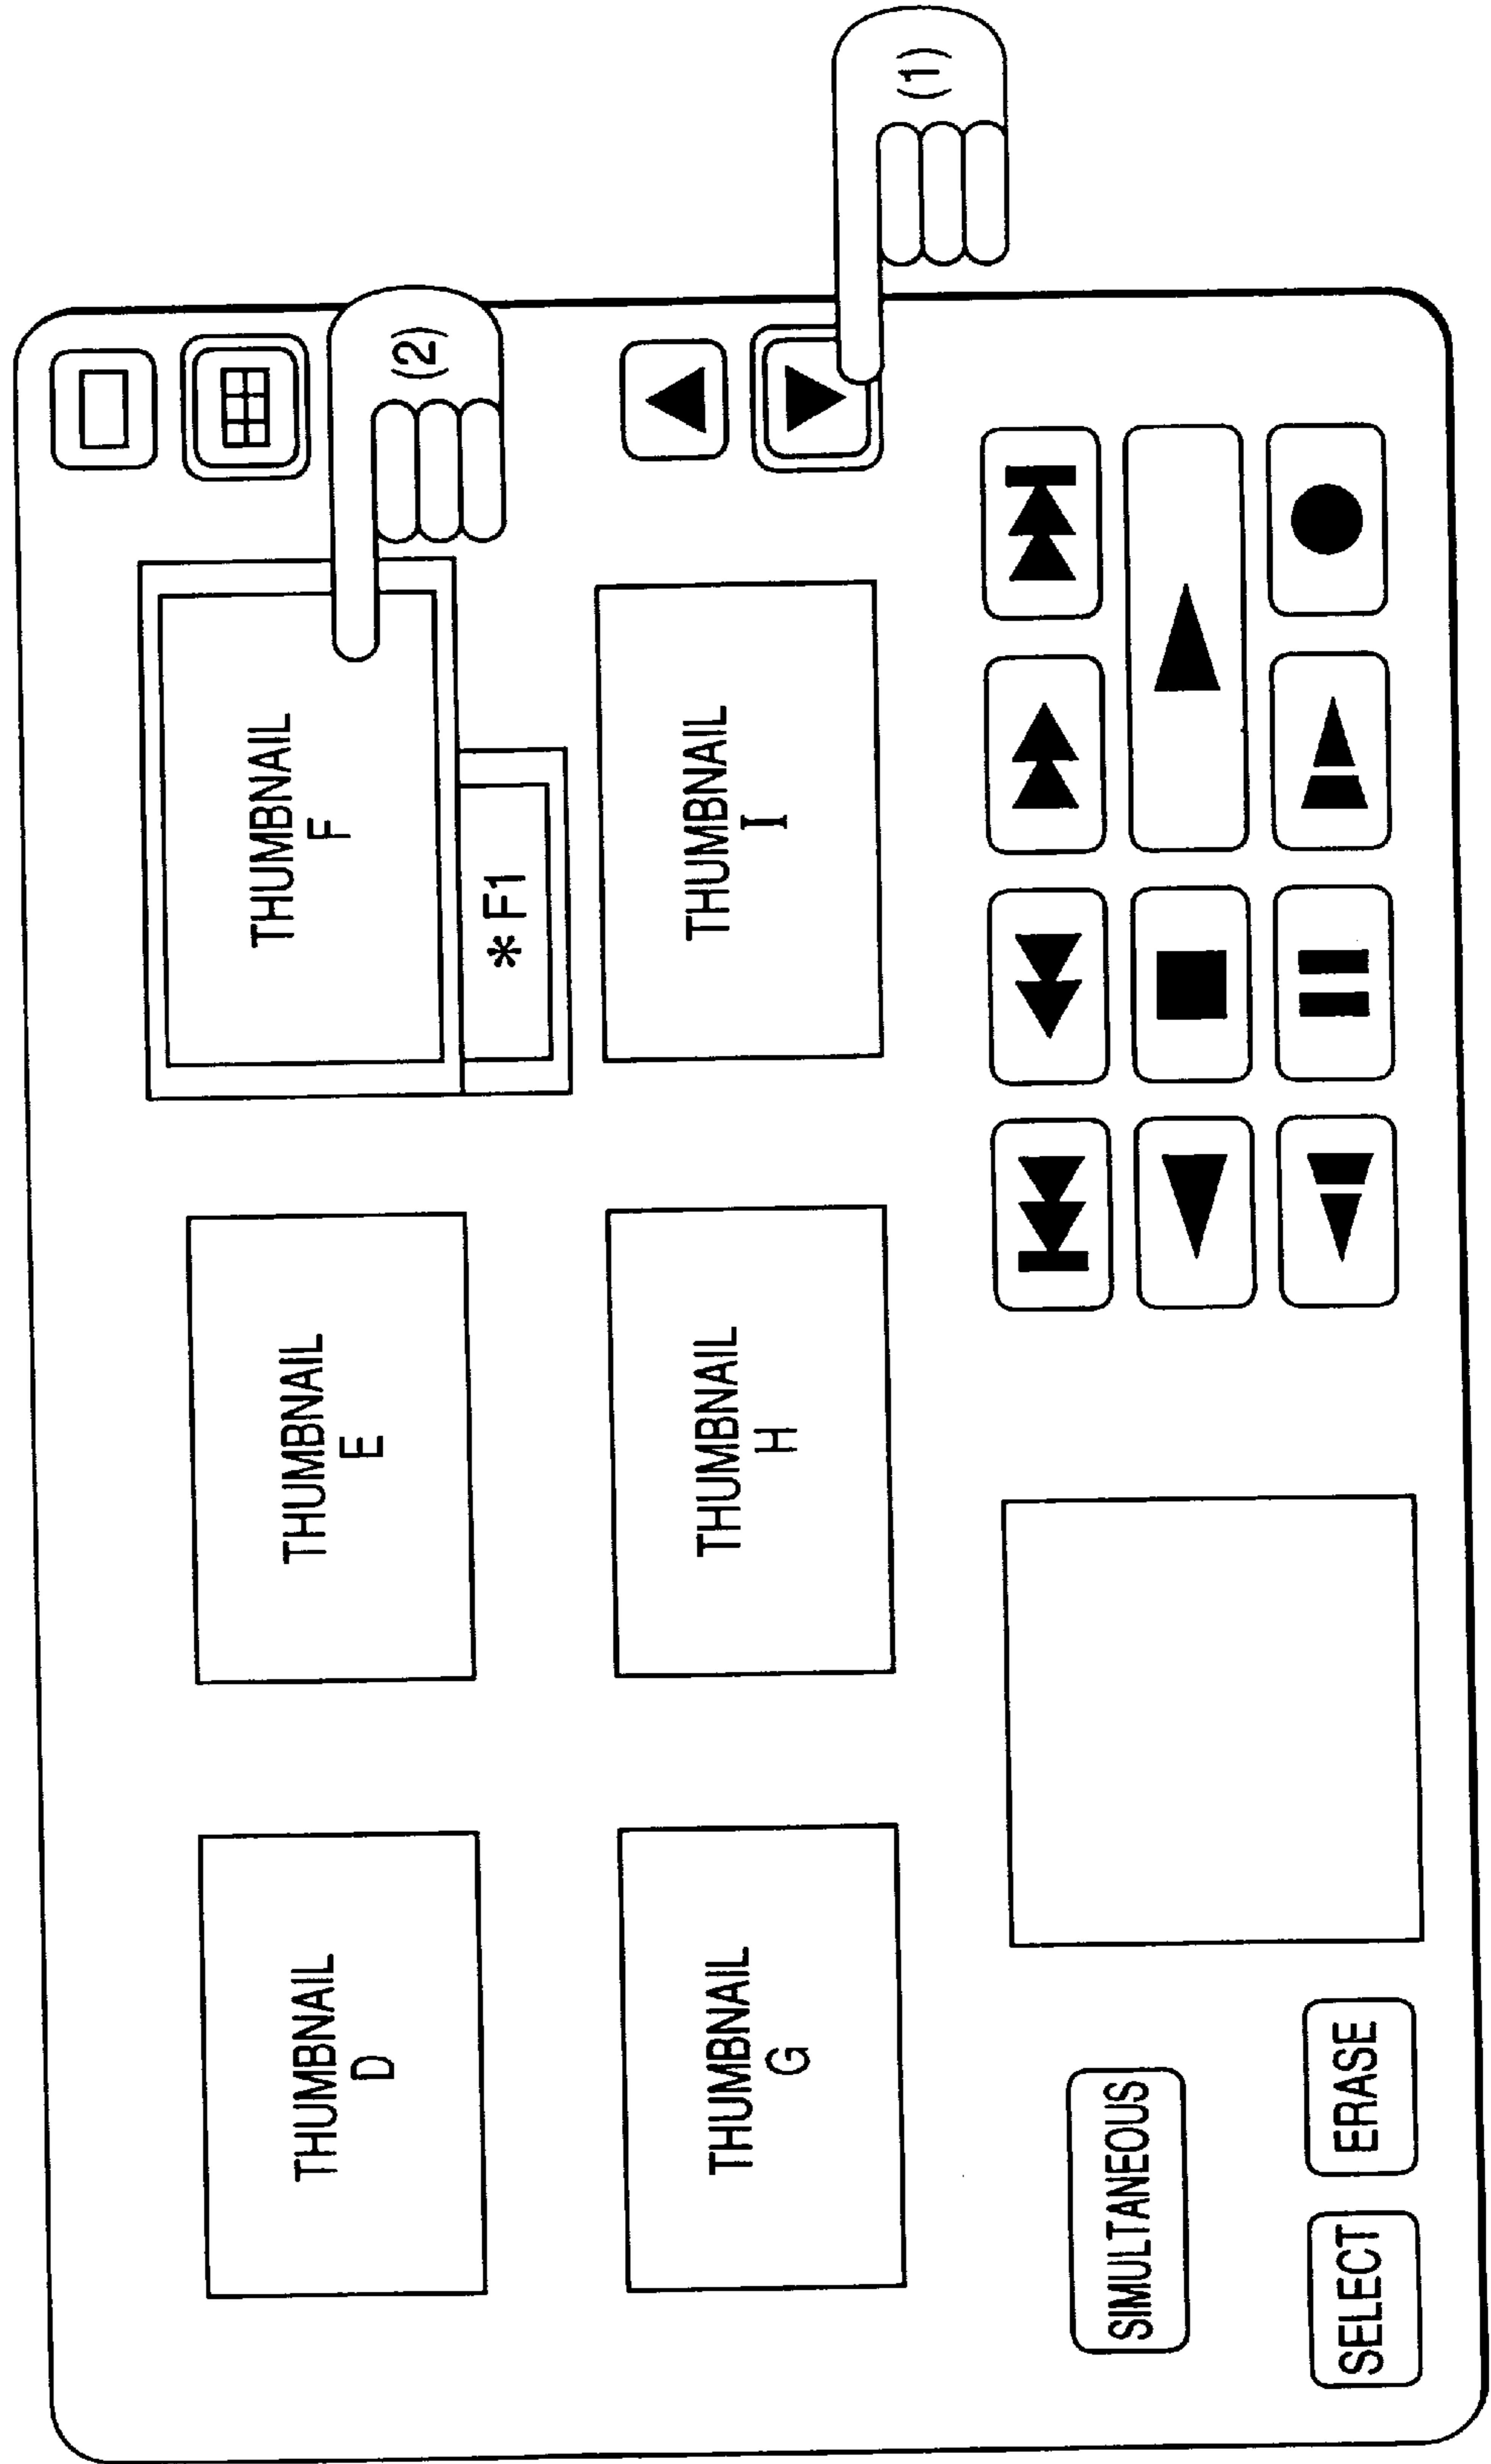 THUMBNAIL
D
THUMBNAIL
E
THUMBNAIL
F
(2)
*F1
THUMBNAIL
G
THUMBNAIL
H
THUMBNAIL
I
(1)
SIMULTANEOUS
SELECT
ERASE